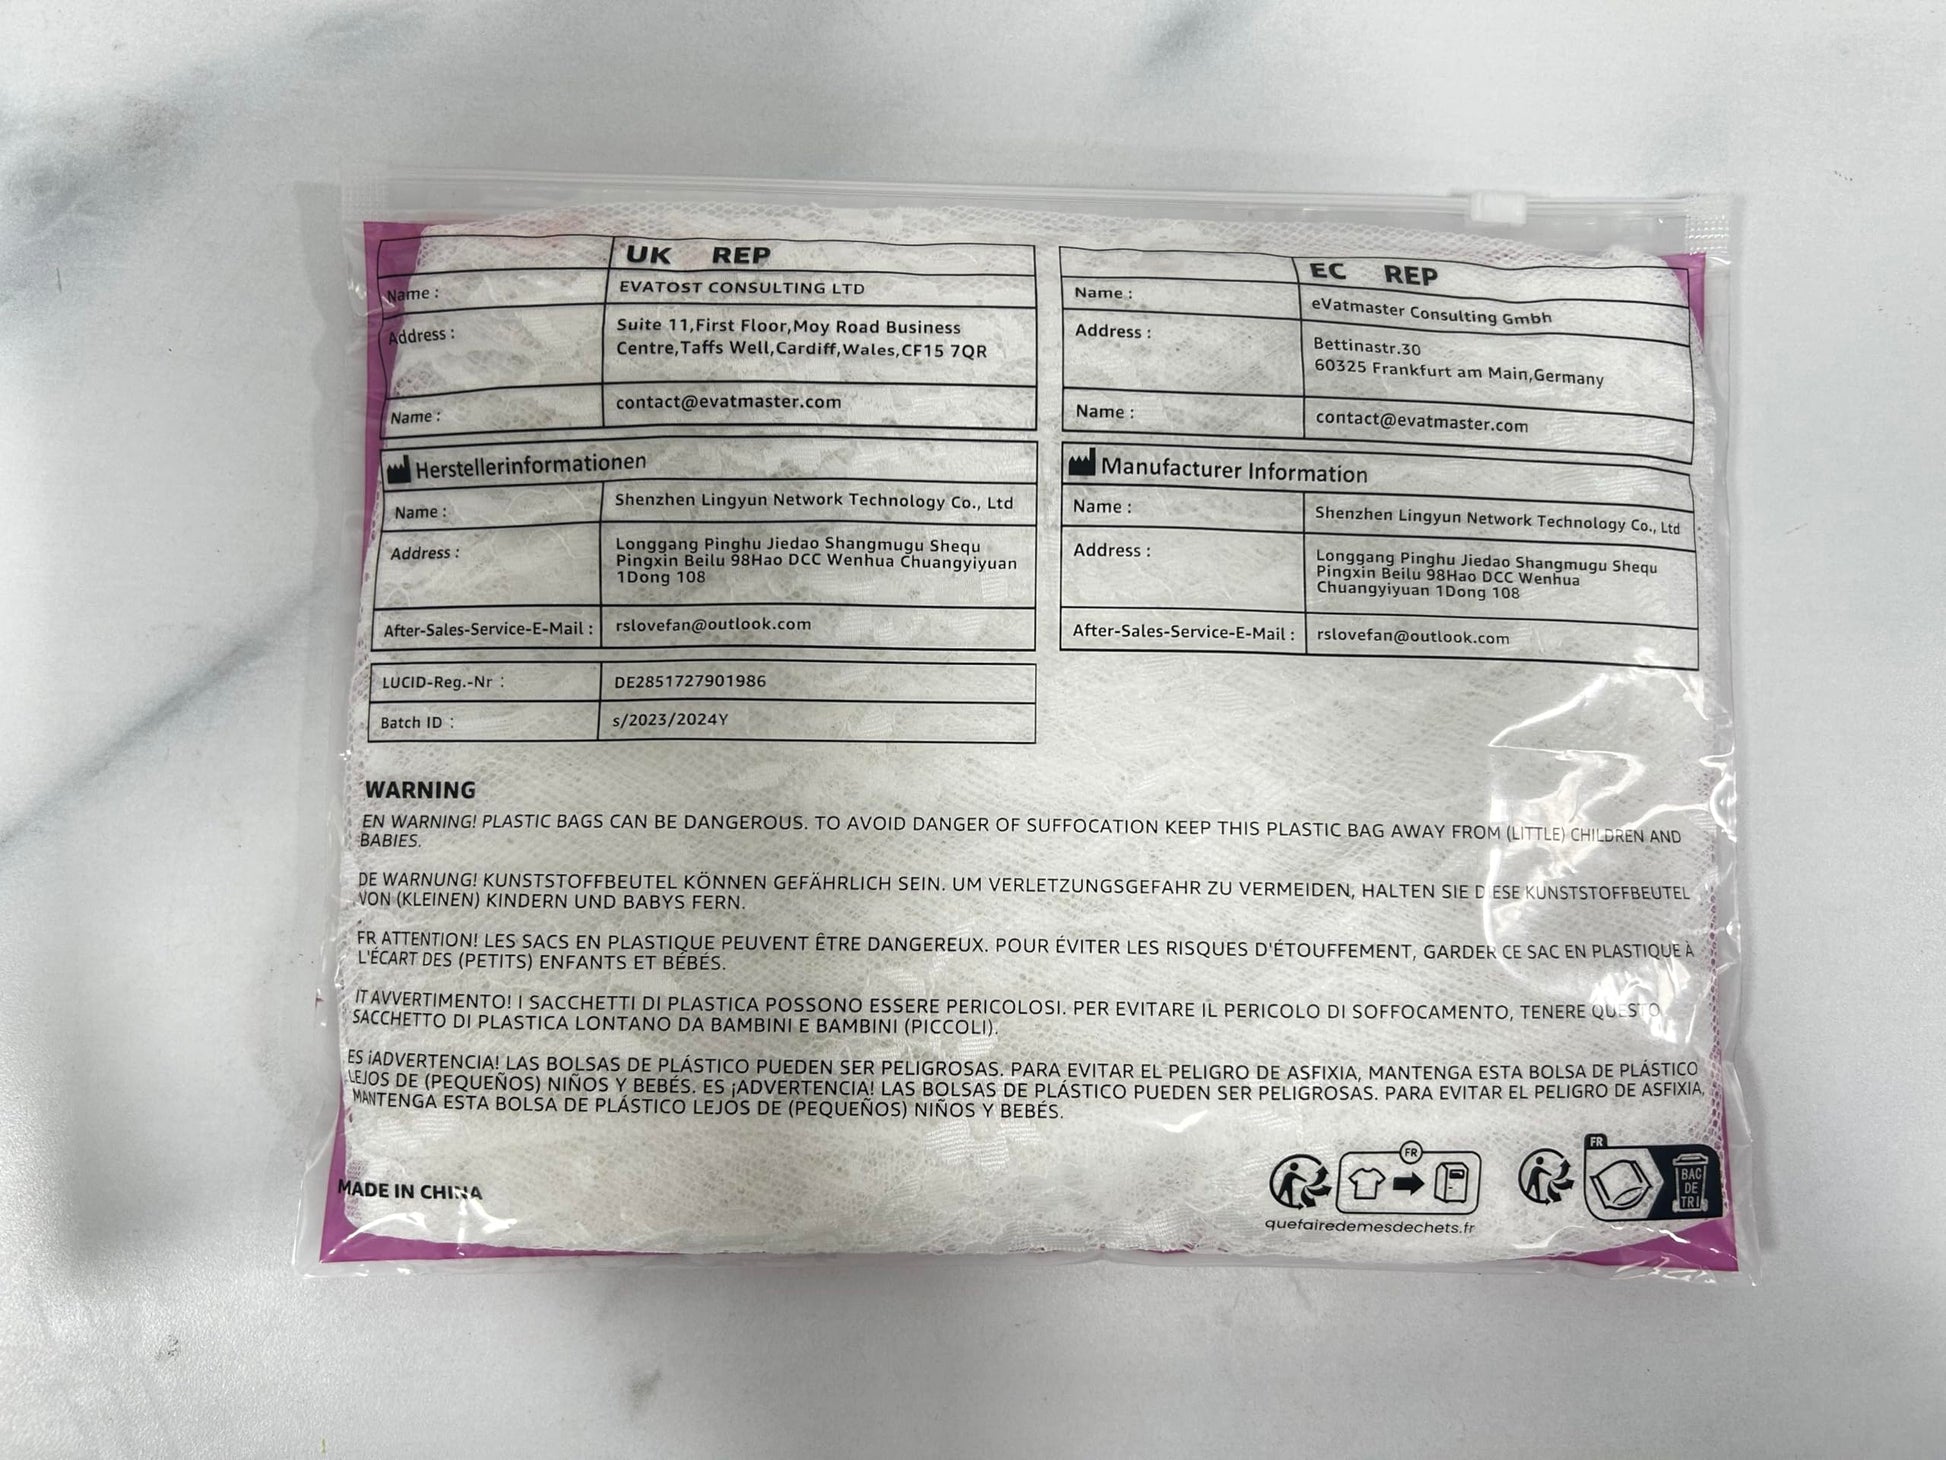 UK REP
Name :
EVATOST CONSULTING LTD
Address :
Suite 11,First Floor,Moy Road Business
Centre,Taffs Well,Cardiff,Wales,CF15 7QR
Name :
contact@evatmaster.com
EC REP
Name :
eVatmaster Consulting Gmbh
Address :
Bettinastr.30
60325 Frankfurt am Main,Germany
Name :
contact@evatmaster.com
Herstellerinformationen
Name :
Shenzhen Lingyun Network Technology Co., Ltd
Address :
Longgang Pinghu Jiedao Shangmugu Shequ
Pingxin Beilu 98Hao DCC Wenhua Chuangyiyuan
1Dong 108
After-Sales-Service-E-Mail :
rslovefan@outlook.com
Manufacturer Information
Name :
Shenzhen Lingyun Network Technology Co., Ltd
Address :
Longgang Pinghu Jiedao Shangmugu Shequ
Pingxin Beilu 98Hao DCC Wenhua
Chuangyiyuan 1Dong 108
After-Sales-Service-E-Mail :
rslovefan@outlook.com
LUCID-Reg.-Nr :
DE2851727901986
Batch ID :
s/2023/2024Y
WARNING
EN WARNING! PLASTIC BAGS CAN BE DANGEROUS. TO AVOID DANGER OF SUFFOCATION KEEP THIS PLASTIC BAG AWAY FROM (LITTLE) CHILDREN AND
BABIES.
DE WARNUNG! KUNSTSTOFFBEUTEL KÖNNEN GEFÄHRLICH SEIN. UM VERLETZUNGSGEFAHR ZU VERMEIDEN, HALTEN SIE DIESE KUNSTSTOFFBEUTEL
VON (KLEINEN) KINDERN UND BABYS FERN.
FR ATTENTION! LES SACS EN PLASTIQUE PEUVENT ÊTRE DANGEREUX. POUR ÉVITER LES RISQUES D'ÉTOUFFEMENT, GARDER CE SAC EN PLASTIQUE À
L'ÉCART DES (PETITS) ENFANTS ET BÉBÉS.
IT AVVERTIMENTO! I SACCHETTI DI PLASTICA POSSONO ESSERE PERICOLOSI. PER EVITARE IL PERICOLO DI SOFFOCAMENTO, TENERE QUESTO
SACCHETTO DI PLASTICA LONTANO DA BAMBINI E BAMBINI (PICCOLI).
ES ¡ADVERTENCIA! LAS BOLSAS DE PLÁSTICO PUEDEN SER PELIGROSAS. PARA EVITAR EL PELIGRO DE ASFIXIA, MANTENGA ESTA BOLSA DE PLÁSTICO
LEJOS DE (PEQUEÑOS) NIÑOS Y BEBÉS. ES ¡ADVERTENCIA! LAS BOLSAS DE PLÁSTICO PUEDEN SER PELIGROSAS. PARA EVITAR EL PELIGRO DE ASFIXIA,
MANTENGA ESTA BOLSA DE PLÁSTICO LEJOS DE (PEQUEÑOS) NIÑOS Y BEBÉS.
MADE IN CHINA
FR
quefairedemesdechets.fr
FR
BAC
DE
TRI